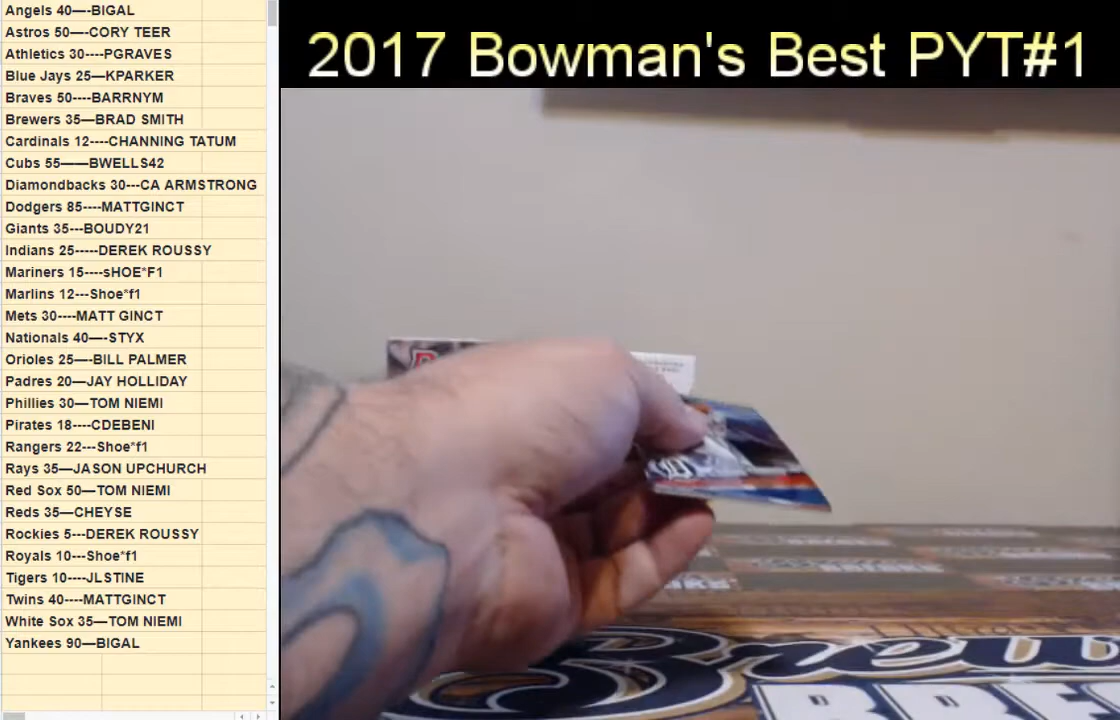 2017 Bowman's Best PYT#1
Angels 40—-BIGAL
Astros 50—-CORY TEER
Athletics 30----PGRAVES
Blue Jays 25—KPARKER
Braves 50----BARRNYM
Brewers 35—BRAD SMITH
Cardinals 12----CHANNING TATUM
Cubs 55——BWELLS42
Diamondbacks 30---CA ARMSTRONG
Dodgers 85----MATTGINCT
Giants 35---BOUDY21
Indians 25-----DEREK ROUSSY
Mariners 15----sHOE*F1
Marlins 12---Shoe*f1
Mets 30----MATT GINCT
Nationals 40—-STYX
Orioles 25—-BILL PALMER
Padres 20—JAY HOLLIDAY
Phillies 30—TOM NIEMI
Pirates 18----CDEBENI
Rangers 22---Shoe*f1
Rays 35—JASON UPCHURCH
Red Sox 50—TOM NIEMI
Reds 35—CHEYSE
Rockies 5---DEREK ROUSSY
Royals 10---Shoe*f1
Tigers 10----JLSTINE
Twins 40----MATTGINCT
White Sox 35—TOM NIEMI
Yankees 90—BIGAL